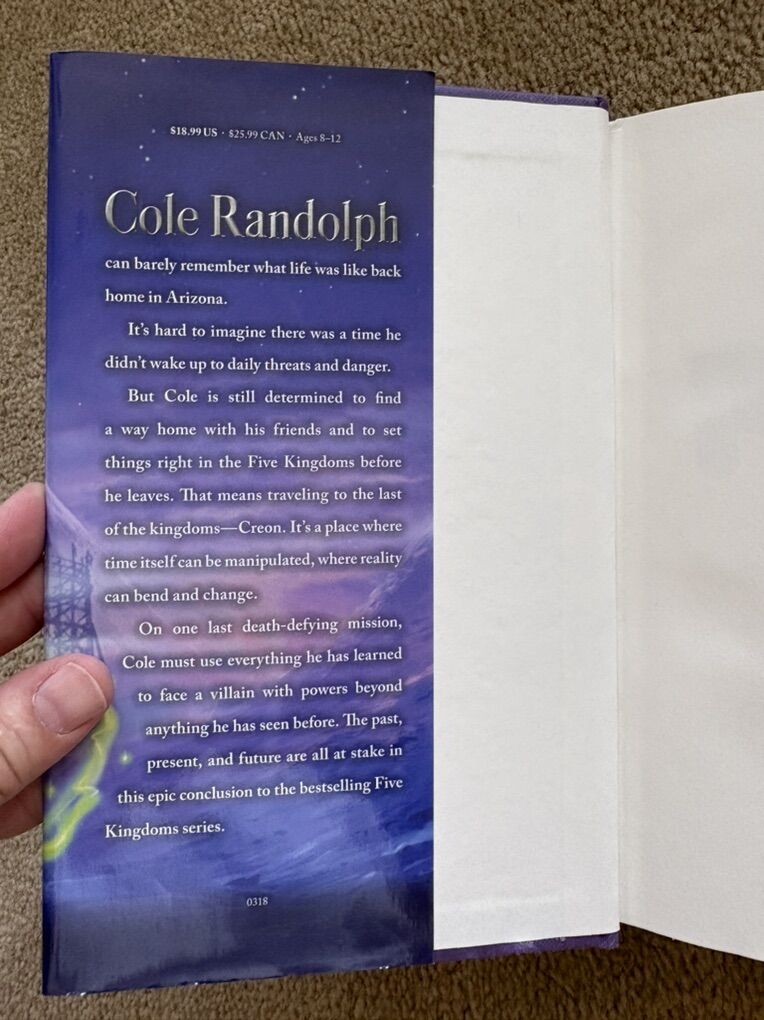 $18.99 US · $25.99 CAN · Ages 8–12
Cole Randolph
can barely remember what life was like back
home in Arizona.
It’s hard to imagine there was a time he
didn’t wake up to daily threats and danger.
But Cole is still determined to find
a way home with his friends and to set
things right in the Five Kingdoms before
he leaves. That means traveling to the last
of the kingdoms—Creon. It’s a place where
time itself can be manipulated, where reality
can bend and change.
On one last death-defying mission,
Cole must use everything he has learned
to face a villain with powers beyond
anything he has seen before. The past,
present, and future are all at stake in
this epic conclusion to the bestselling Five
Kingdoms series.
0318